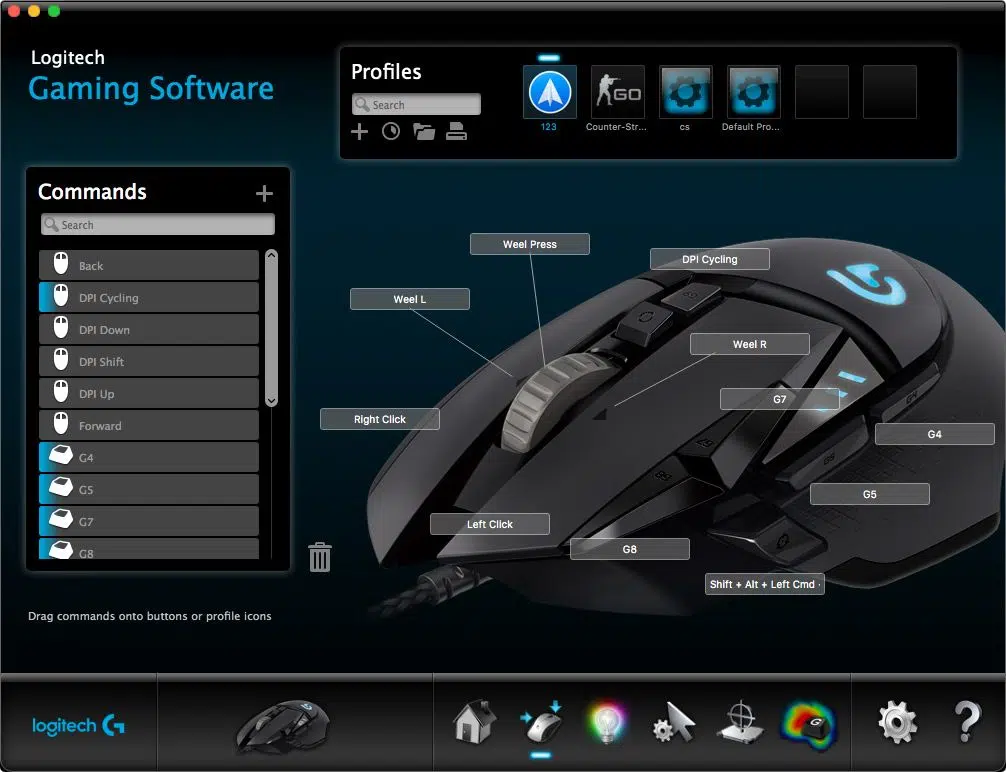 Logitech
Gaming Software
Profiles
Search
123
Counter-Str...
cs
Default Pro...
GO
Commands
Search
Back
DPI Cycling
DPI Down
DPI Shift
DPI Up
Forward
G4
G5
G7
G8
Weel Press
DPI Cycling
Weel L
Weel R
G7
Right Click
G4
G5
Left Click
G8
Shift + Alt + Left Cmd
Drag commands onto buttons or profile icons
logitech G
G
?